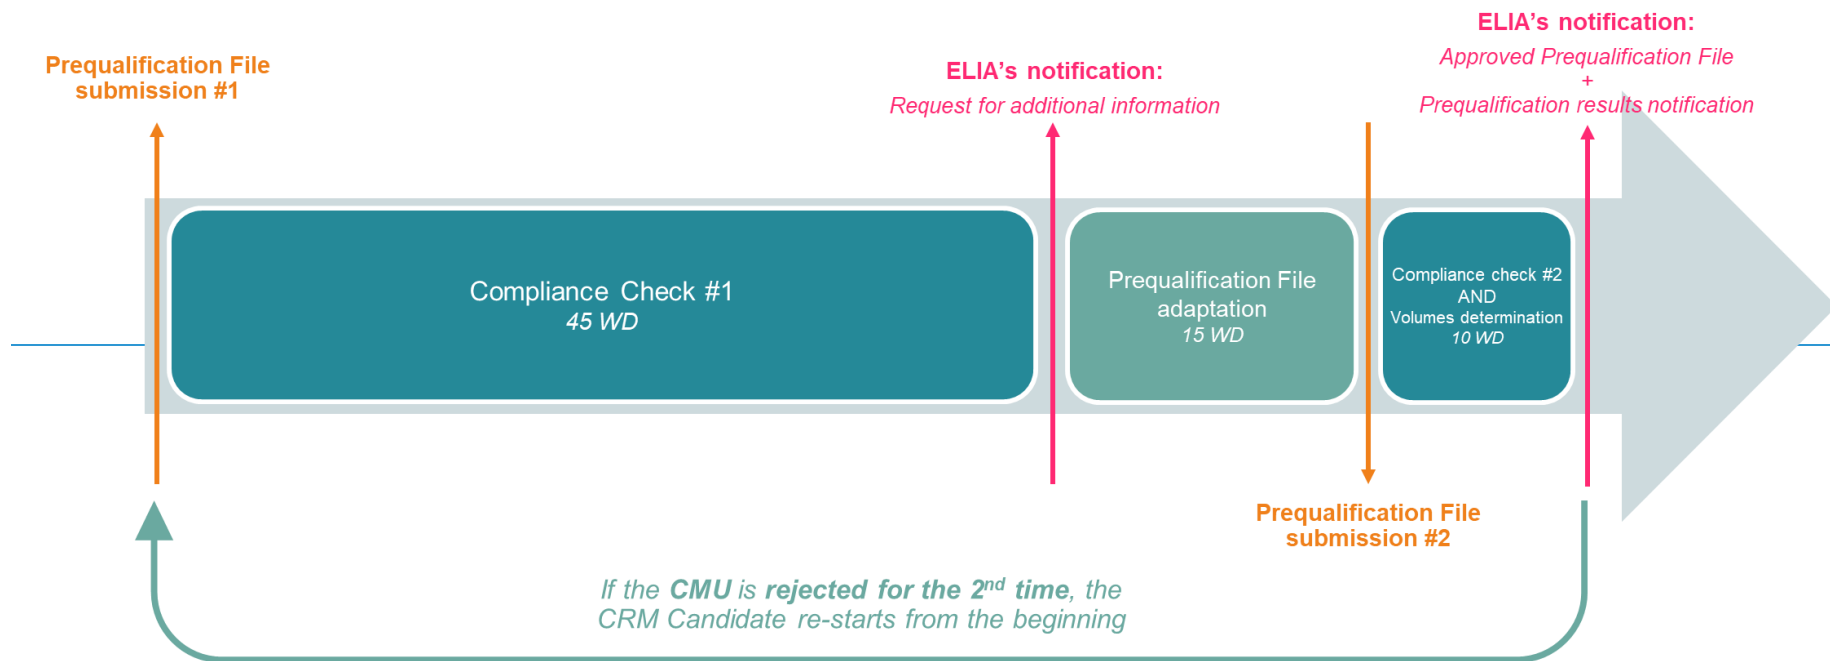 Prequalification File
submission #1
ELIA's notification:
Request for additional information
ELIA's notification:
Approved Prequalification File
+
Prequalification results notification
Compliance Check #1
45 WD
Prequalification File
adaptation
15 WD
Compliance check #2
AND
Volumes determination
10 WD
Prequalification File
submission #2
If the CMU is rejected for the 2nd time, the
CRM Candidate re-starts from the beginning